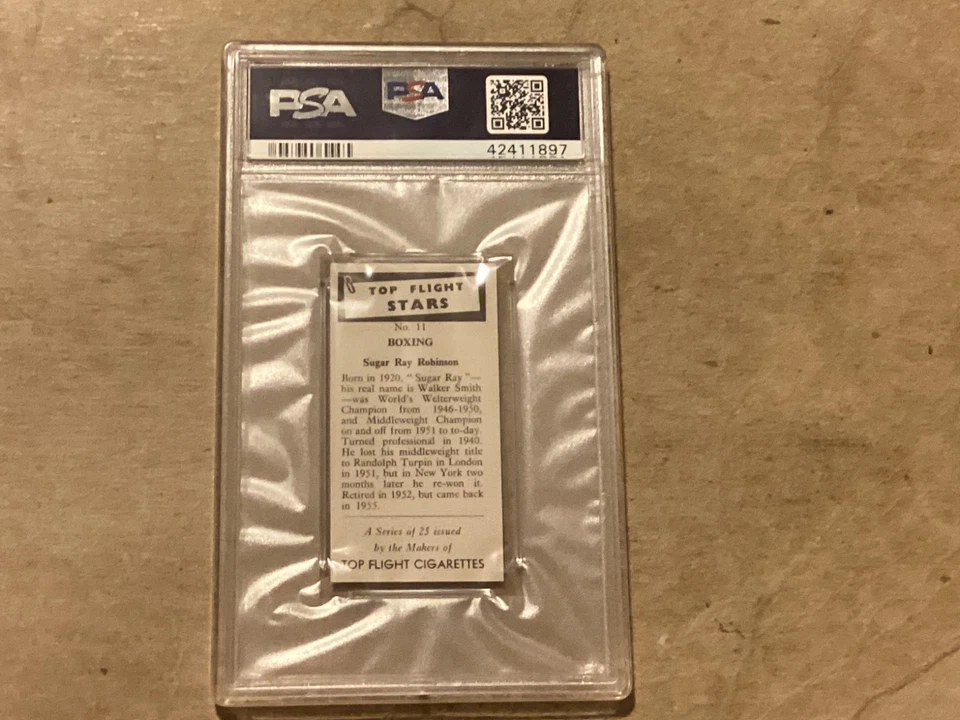 PSA
PSA
42411897
TOP FLIGHT
STARS
No. 11
BOXING
Sugar Ray Robinson
Born in 1920, "Sugar Ray"—
his real name is Walker Smith
—was World's Welterweight
Champion from 1946-1950,
and Middleweight Champion
on and off from 1951 to to-day.
Turned professional in 1940.
He lost his middleweight title
to Randolph Turpin in London
in 1951, but in New York two
months later he re-won it.
Retired in 1952, but came back
in 1955.
A Series of 25 issued
by the Makers of
TOP FLIGHT CIGARETTES